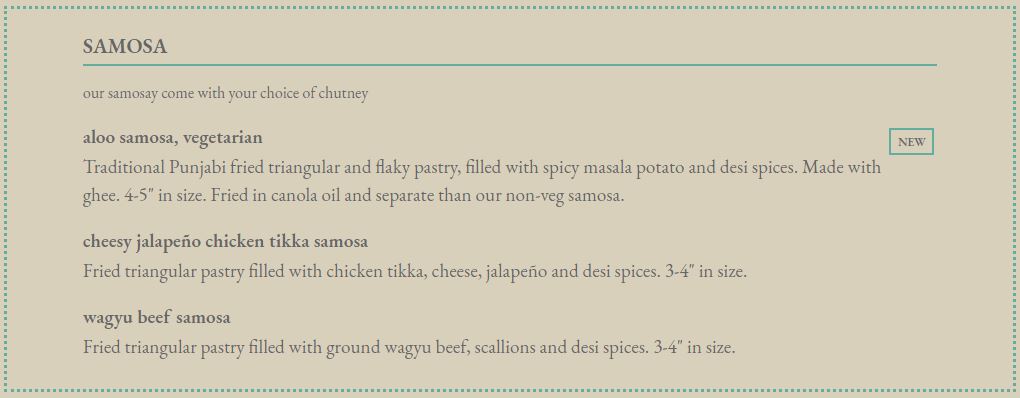 SAMOSA
our samosay come with your choice of chutney
aloo samosa, vegetarian
NEW
Traditional Punjabi fried triangular and flaky pastry, filled with spicy masala potato and desi spices. Made with
ghee. 4-5" in size. Fried in canola oil and separate than our non-veg samosa.
cheesy jalapeño chicken tikka samosa
Fried triangular pastry filled with chicken tikka, cheese, jalapeño and desi spices. 3-4" in size.
wagyu beef samosa
Fried triangular pastry filled with ground wagyu beef, scallions and desi spices. 3-4" in size.